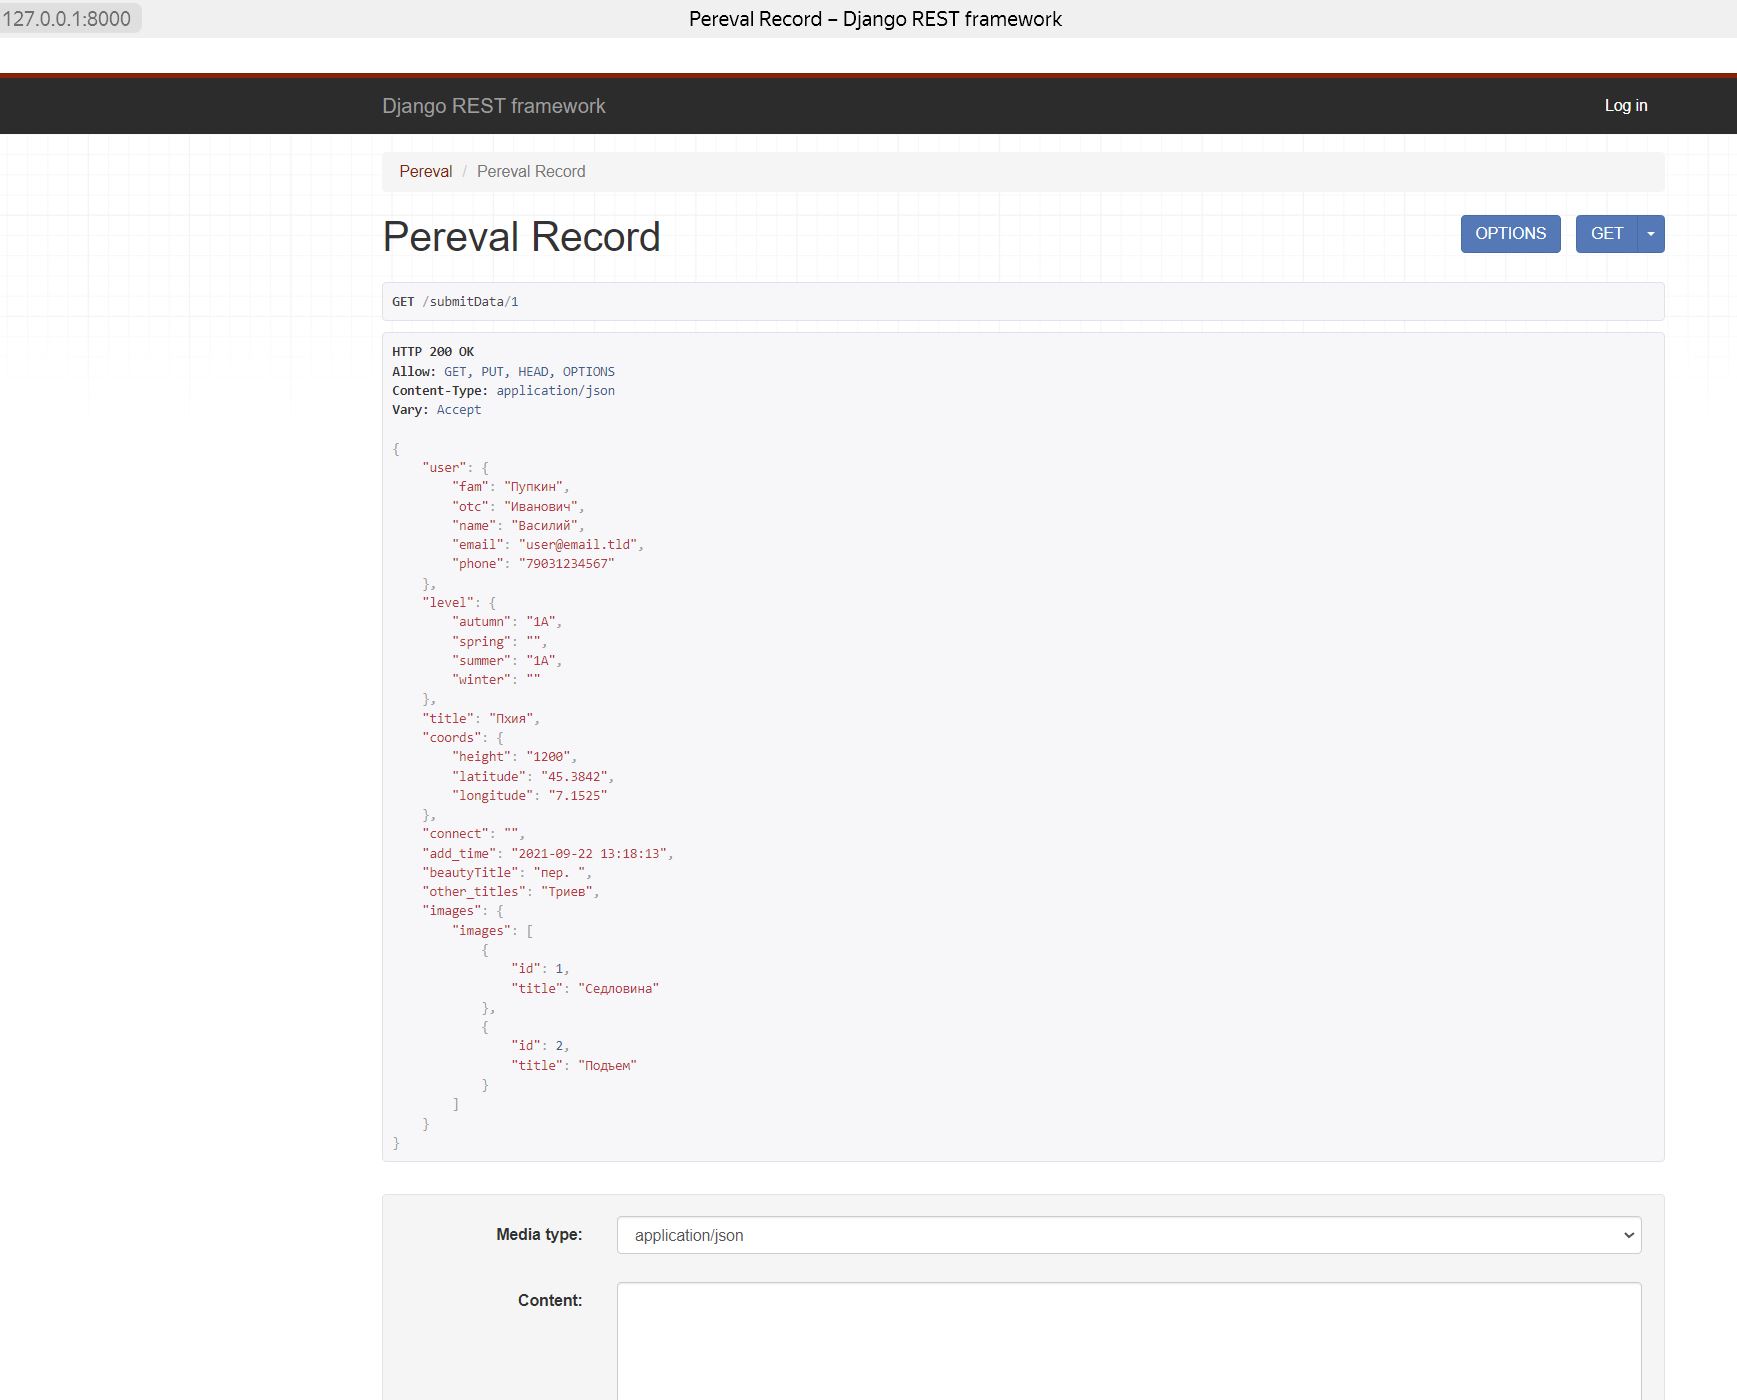 127.0.0.1:8000
Pereval Record – Django REST framework
Django REST framework
Log in
Pereval / Pereval Record
Pereval Record
OPTIONS
GET
GET /submitData/1
HTTP 200 OK
Allow: GET, PUT, HEAD, OPTIONS
Content-Type: application/json
Vary: Accept
{
    "user": {
        "fam": "Пупкин",
        "otc": "Иванович",
        "name": "Василий",
        "email": "user@email.tld",
        "phone": "79031234567"
    },
    "level": {
        "autumn": "1А",
        "spring": "",
        "summer": "1А",
        "winter": ""
    },
    "title": "Пхия",
    "coords": {
        "height": "1200",
        "latitude": "45.3842",
        "longitude": "7.1525"
    },
    "connect": "",
    "add_time": "2021-09-22 13:18:13",
    "beautyTitle": "пер. ",
    "other_titles": "Триев",
    "images": {
        "images": [
            {
                "id": 1,
                "title": "Седловина"
            },
            {
                "id": 2,
                "title": "Подъем"
            }
        ]
    }
}
Media type:
application/json
Content: